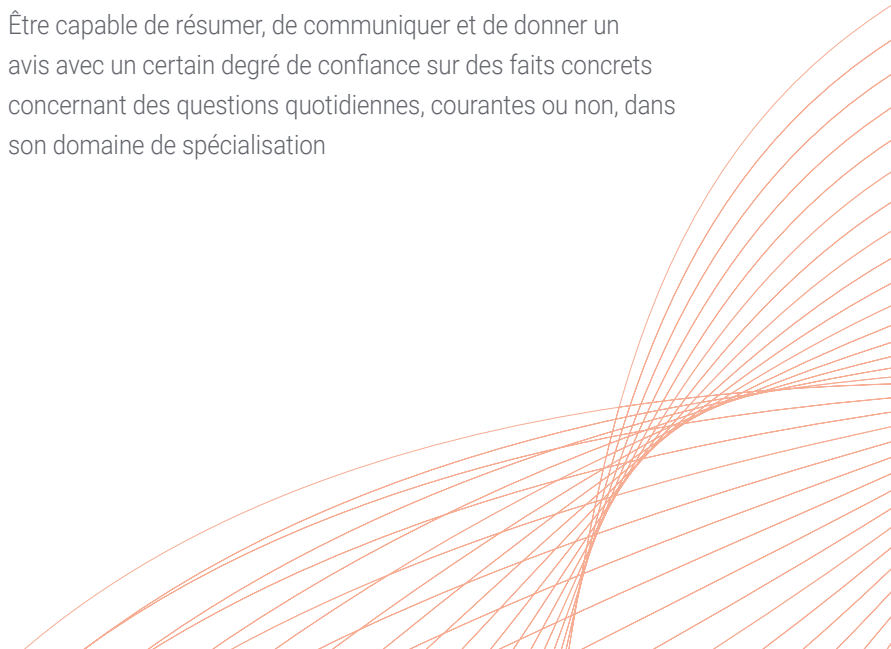 Être capable de résumer, de communiquer et de donner un
avis avec un certain degré de confiance sur des faits concrets
concernant des questions quotidiennes, courantes ou non, dans
son domaine de spécialisation